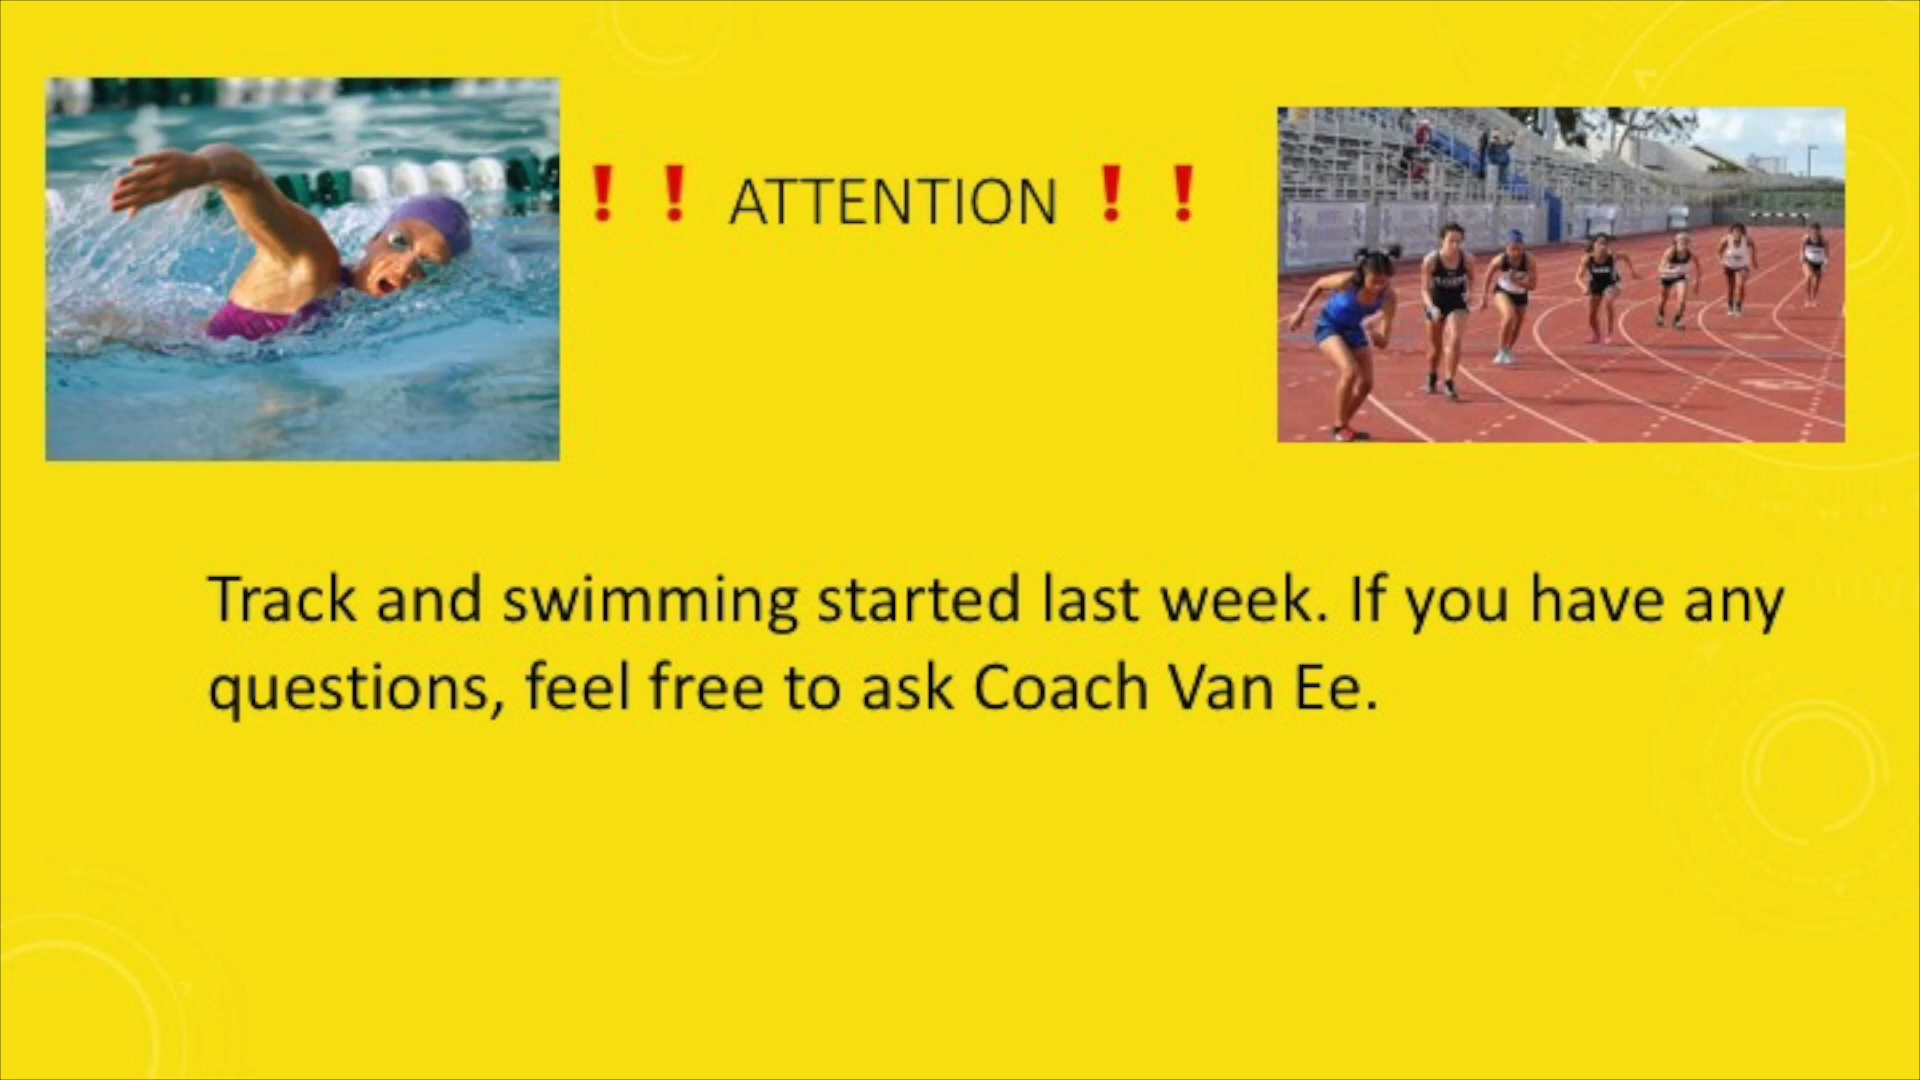 ❗❗ ATTENTION ❗❗
Track and swimming started last week. If you have any
questions, feel free to ask Coach Van Ee.